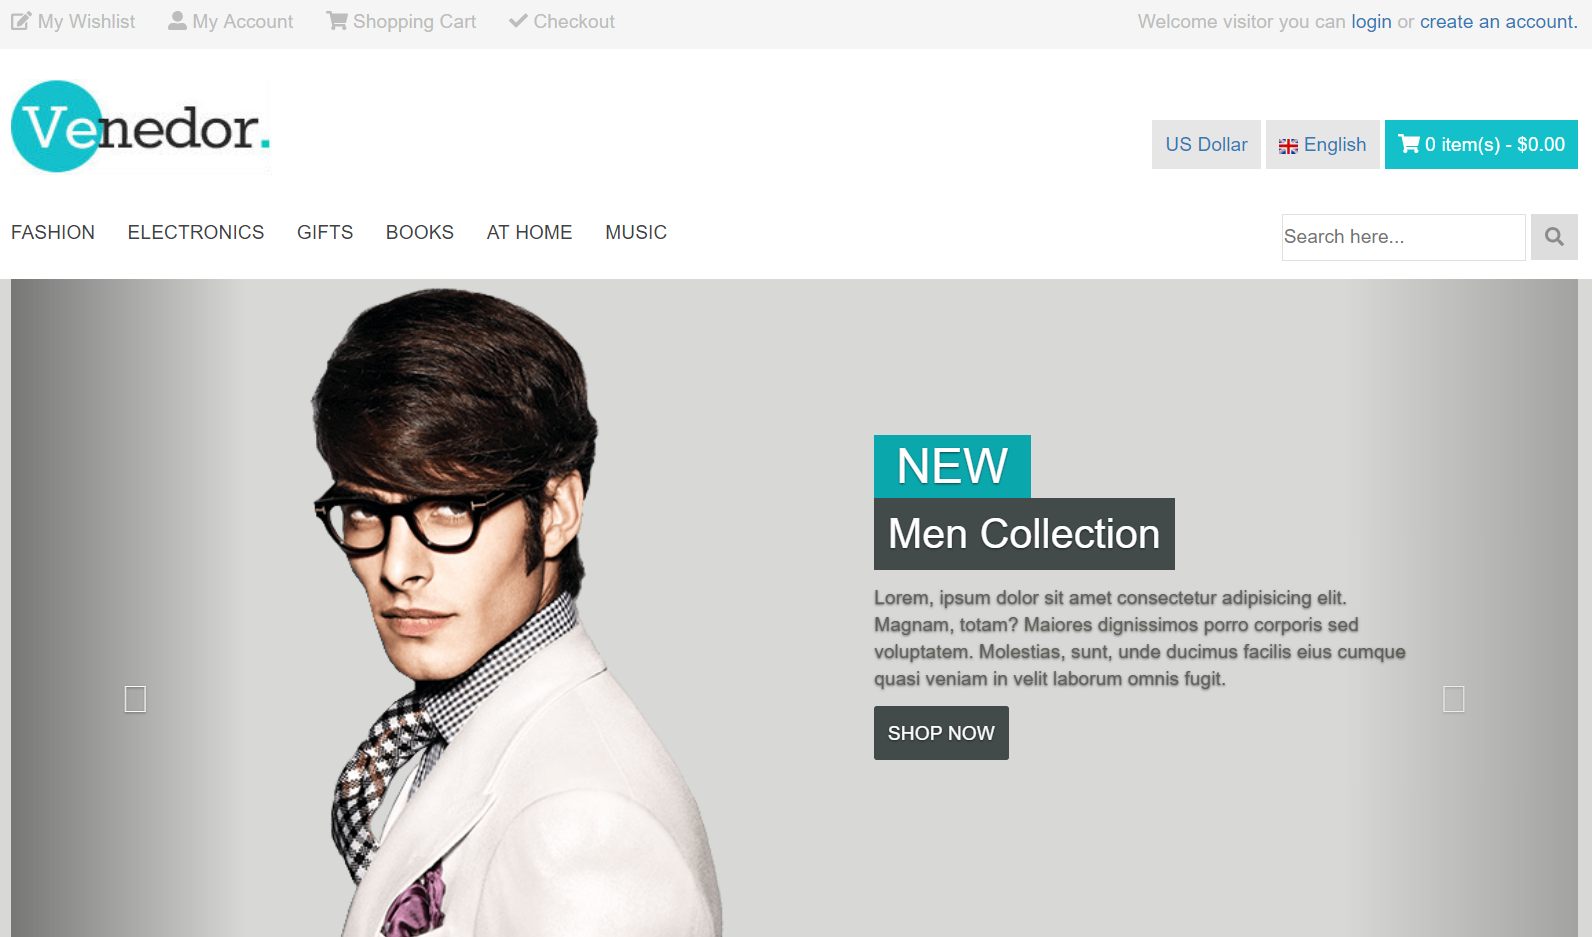 My Wishlist My Account Shopping Cart Checkout Welcome visitor you can login or create an account.
Venedor.
US Dollar English 0 item(s) - $0.00
FASHION ELECTRONICS GIFTS BOOKS AT HOME MUSIC Search here...
NEW
Men Collection
Lorem, ipsum dolor sit amet consectetur adipisicing elit.
Magnam, totam? Maiores dignissimos porro corporis sed
voluptatem. Molestias, sunt, unde ducimus facilis eius cumque
quasi veniam in velit laborum omnis fugit.
SHOP NOW